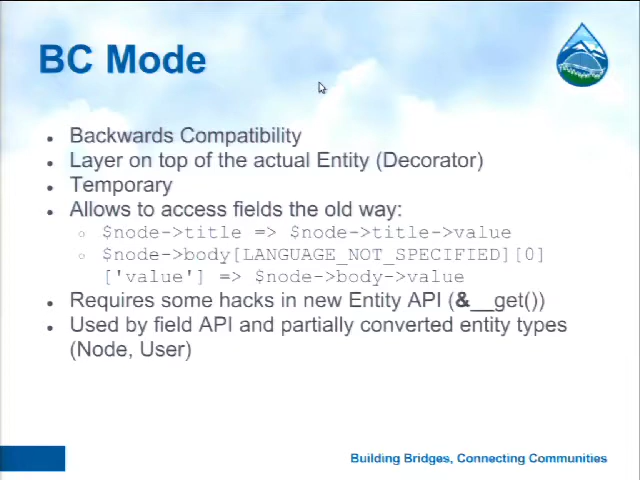 BC Mode
Backwards Compatibility
Layer on top of the actual Entity (Decorator)
Temporary
Allows to access fields the old way:
$node->title => $node->title->value
$node->body[LANGUAGE_NOT_SPECIFIED][0]
['value'] => $node->body->value
Requires some hacks in new Entity API (&__get())
Used by field API and partially converted entity types
(Node, User)
Building Bridges, Connecting Communities